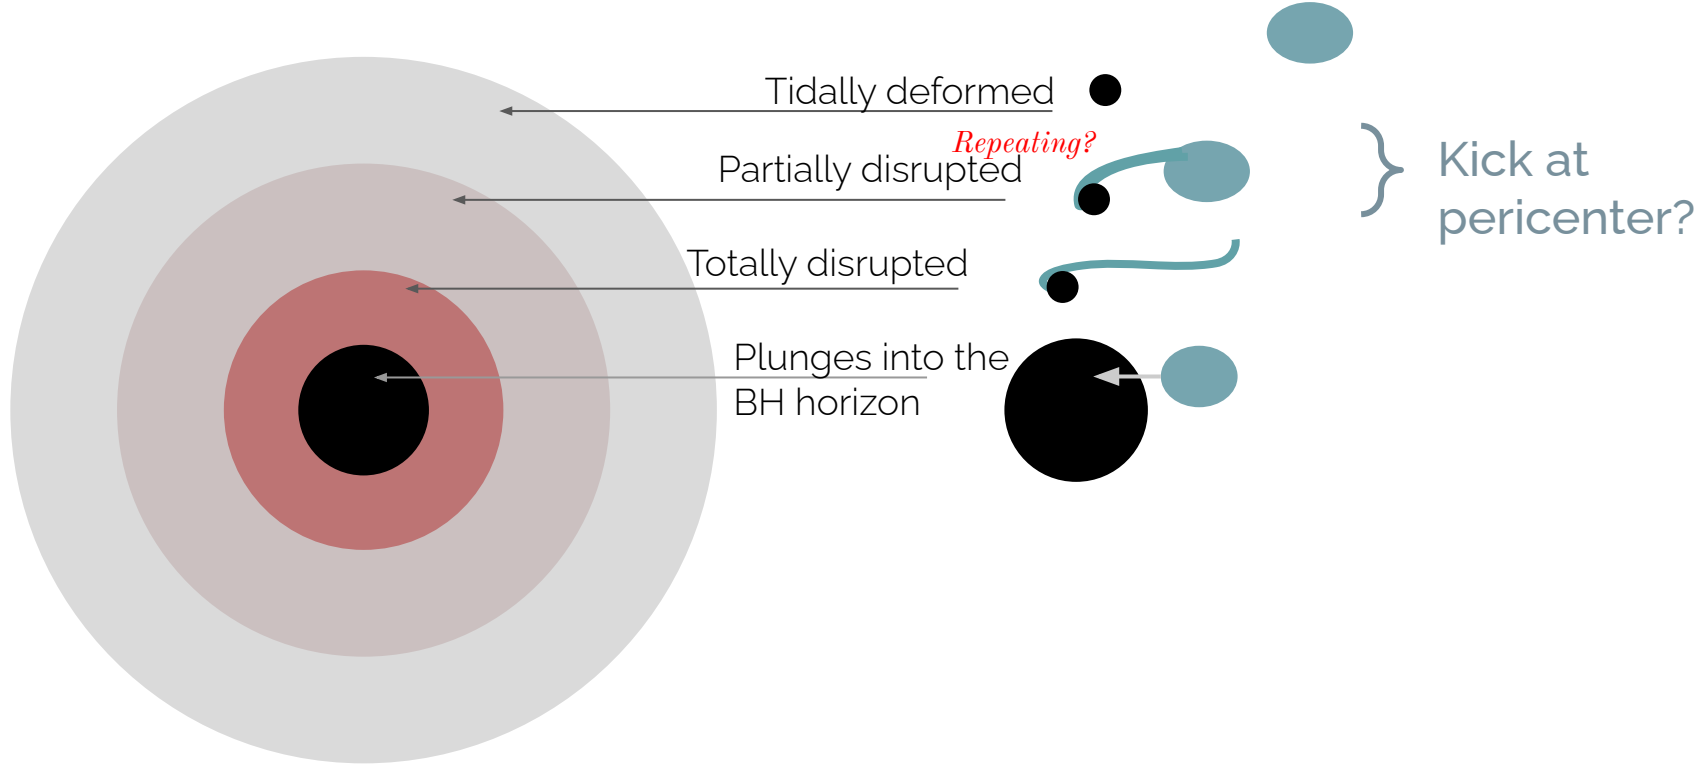 Tidally deformed
Repeating?
Partially disrupted
Kick at
pericenter?
Totally disrupted
Plunges into the
BH horizon